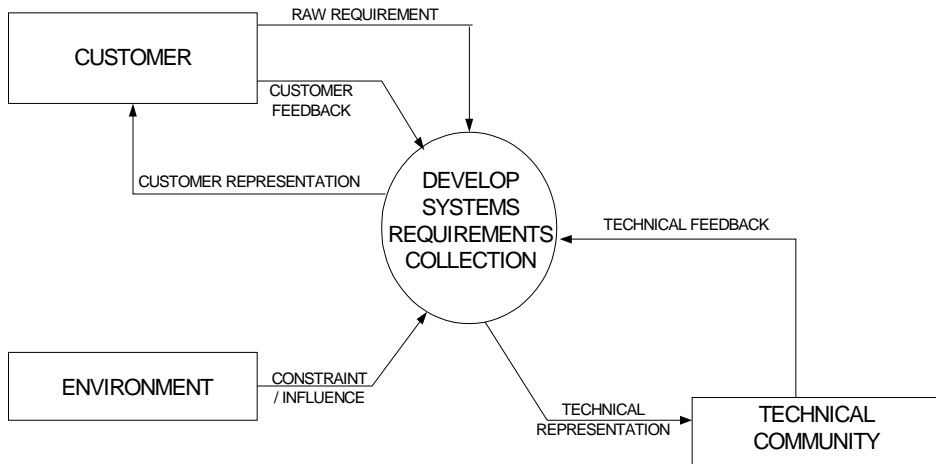 RAW REQUIREMENT
CUSTOMER
CUSTOMER
FEEDBACK
CUSTOMER REPRESENTATION
DEVELOP
SYSTEMS
REQUIREMENTS
COLLECTION
TECHNICAL FEEDBACK
ENVIRONMENT
CONSTRAINT
/ INFLUENCE
TECHNICAL
REPRESENTATION
TECHNICAL
COMMUNITY